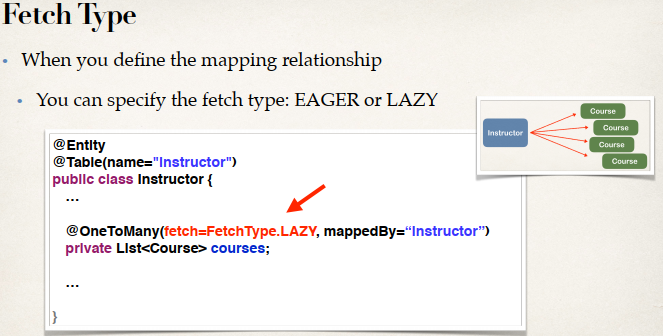 Fetch Type
• When you define the mapping relationship
• You can specify the fetch type: EAGER or LAZY
Instructor
Course
Course
Course
Course
@Entity
@Table(name="instructor")
public class Instructor {
…
@OneToMany(fetch=FetchType.LAZY, mappedBy=“instructor”)
private List<Course> courses;
…
}